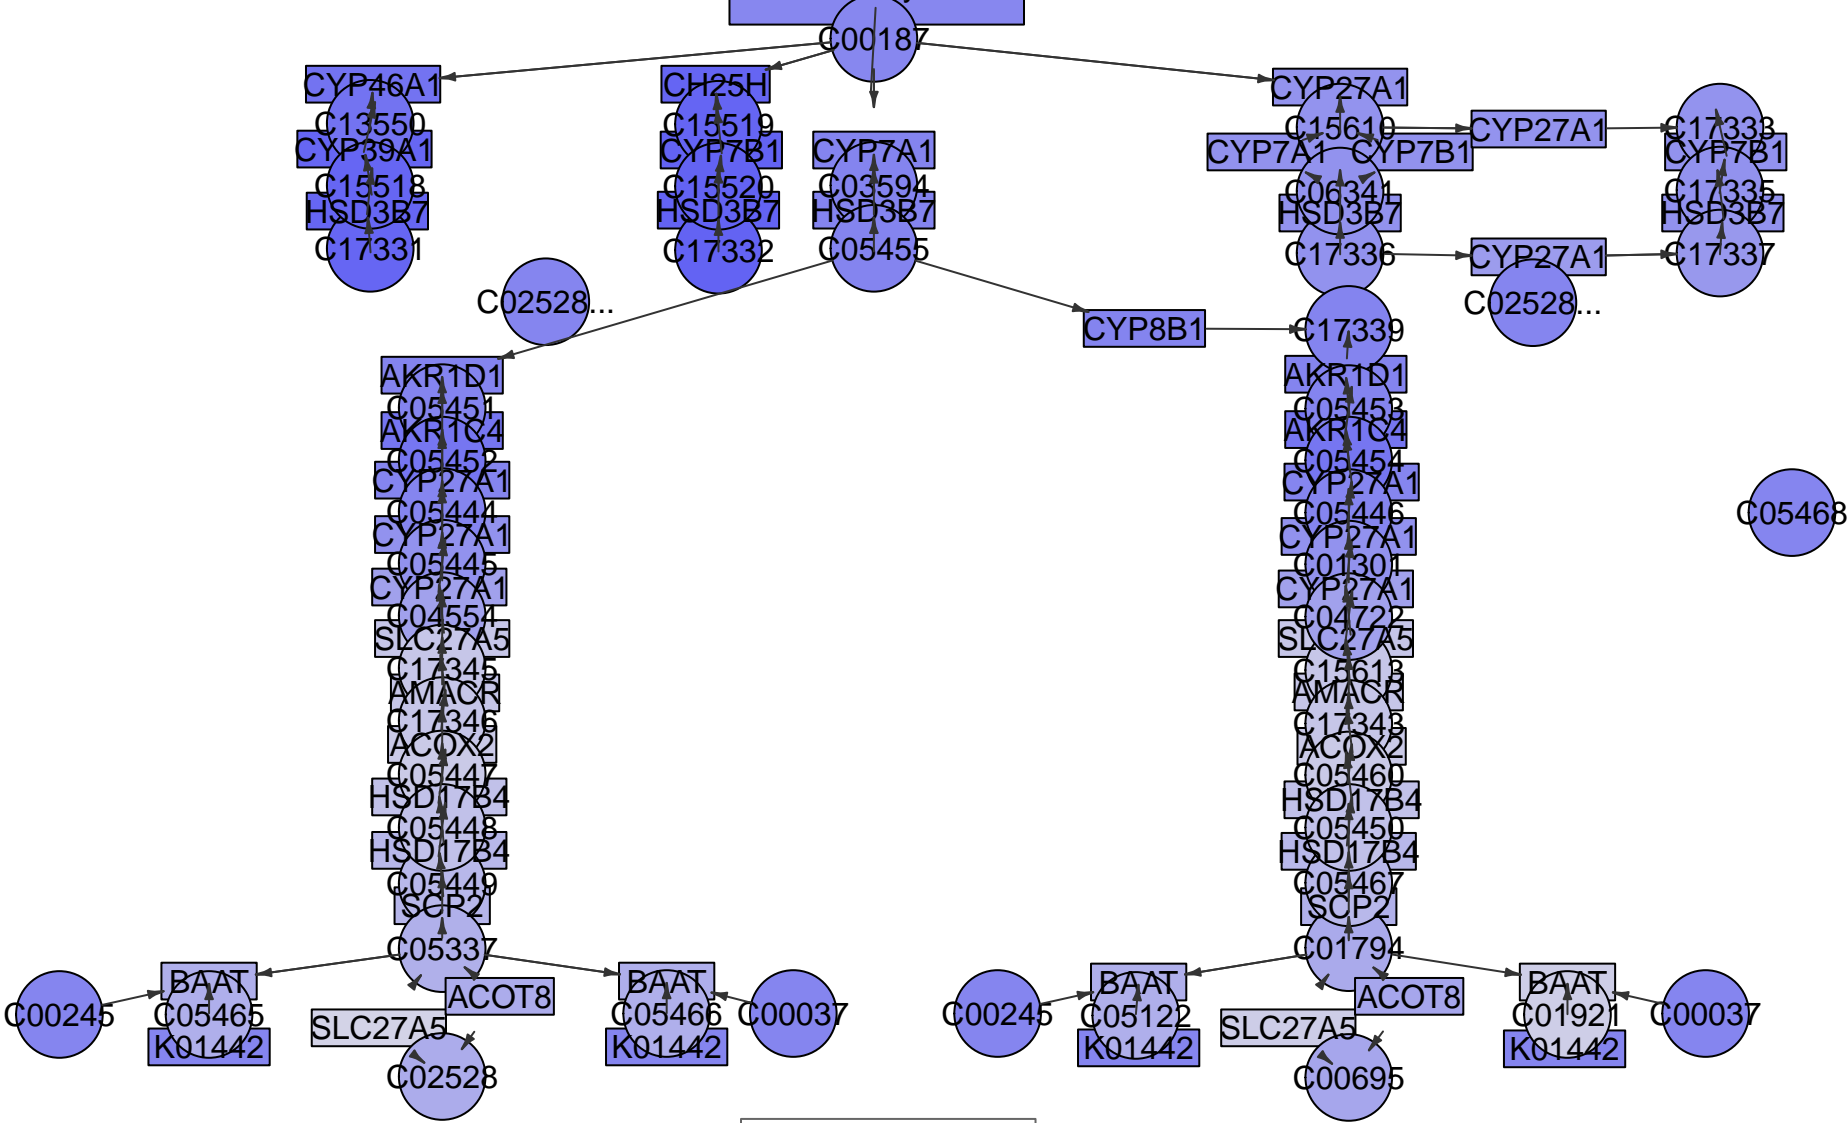 C00187
CYP46A1
CH25H
CYP27A1
C13550
C15519
C15610
CYP27A1
C17333
CYP39A1
CYP7B1
CYP7A1
CYP7A1
CYP7B1
CYP7B1
C15518
C15520
C03594
C06341
C17335
HSD3B7
HSD3B7
HSD3B7
HSD3B7
HSD3B7
C17331
C17332
C05455
C17336
CYP27A1
C17337
C02528...
C02528...
CYP8B1
C17339
AKR1D1
AKR1D1
C05451
C05453
AKR1C4
AKR1C4
C05452
C05454
CYP27A1
CYP27A1
C05444
C05446
C05468
CYP27A1
CYP27A1
C05445
C01301
CYP27A1
CYP27A1
C04554
C04722
SLC27A5
SLC27A5
C17345
C15613
AMACR
AMACR
C17346
C17343
ACOX2
ACOX2
C05447
C05460
HSD17B4
HSD17B4
C05448
C05450
HSD17B4
HSD17B4
C05449
C05467
SCP2
SCP2
C05337
C01794
BAAT
BAAT
BAAT
BAAT
ACOT8
ACOT8
C00245
C05465
C05466
C00037
C00245
C05122
C01921
C00037
SLC27A5
SLC27A5
K01442
K01442
K01442
K01442
C02528
C00695